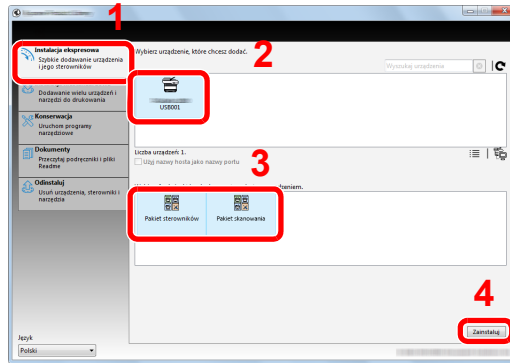 1
Instalacja ekspresowa
Szybkie dodawanie urządzenia
i jego sterowników
Dodawanie wielu urządzeń i
narzędzi do drukowania
Konserwacja
Uruchom programy
narzędziowe
Dokumenty
Przeczytaj podręczniki i pliki
Readme
Odinstaluj
Usuń urządzenia, sterowniki i
narzędzia
Język
Polski
Wybierz urządzenie, które chcesz dodać.
2
Wyszukaj urządzenia
USB001
Liczba urządzeń: 1.
Użyj nazwy hosta jako nazwy portu
3
Pakiet sterowników
Pakiet skanowania
4
Zainstaluj